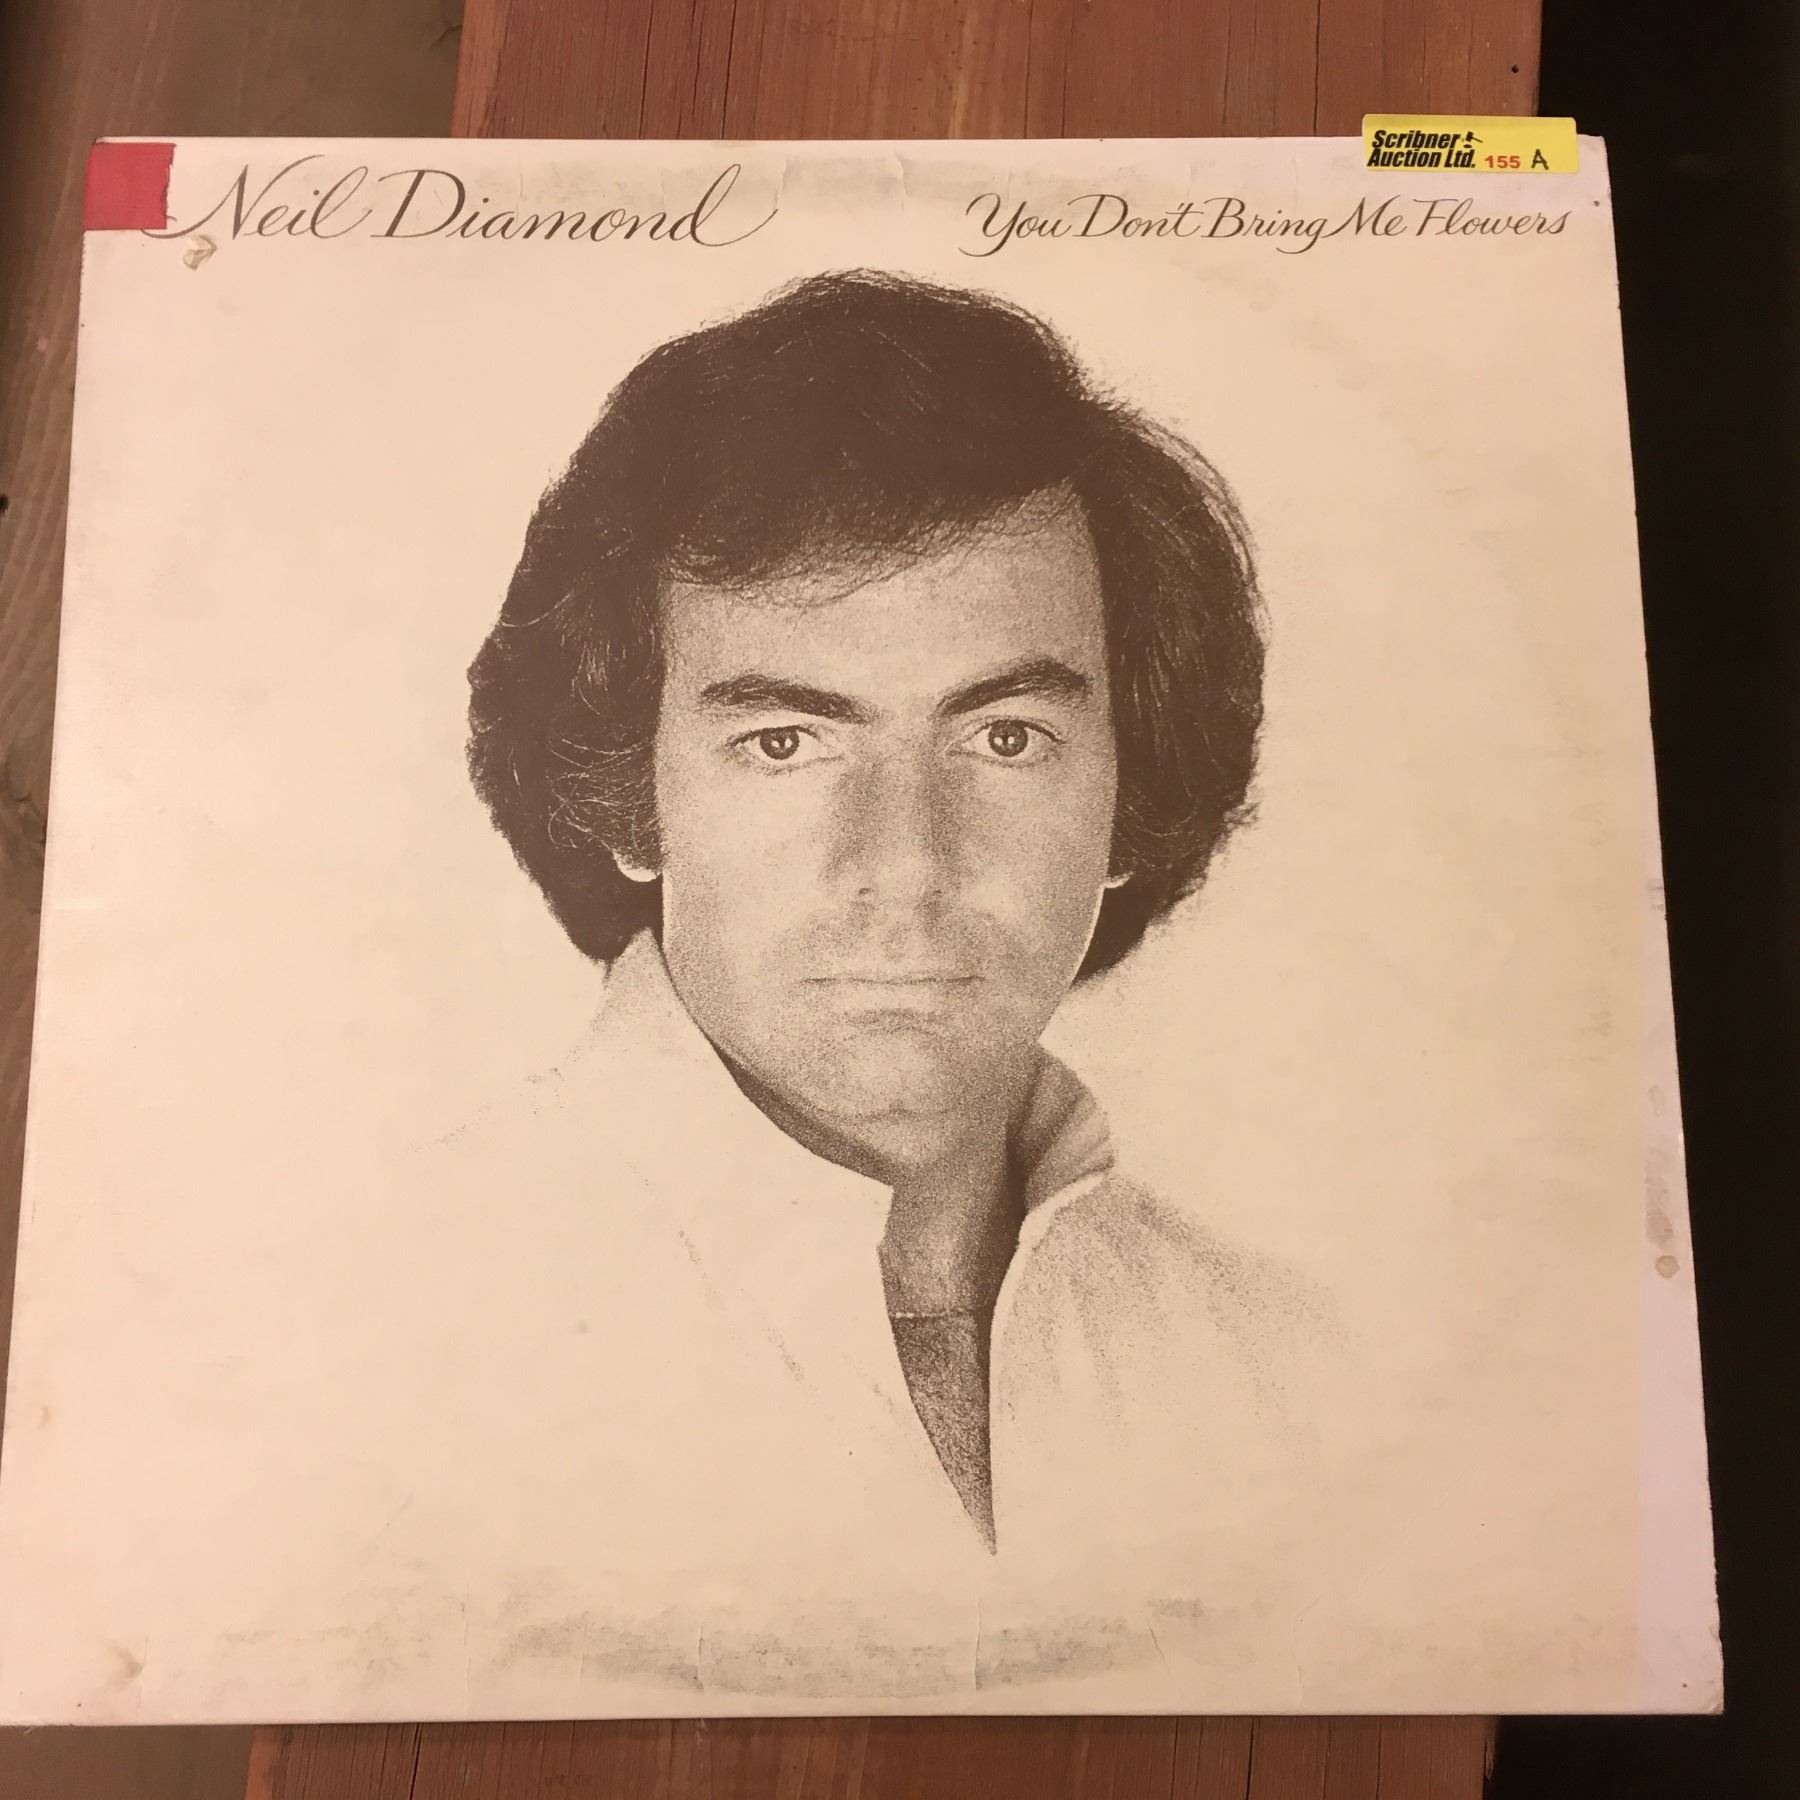 Scribner
Auction Ltd. 155 A
Neil Diamond
You Don't Bring Me Flowers